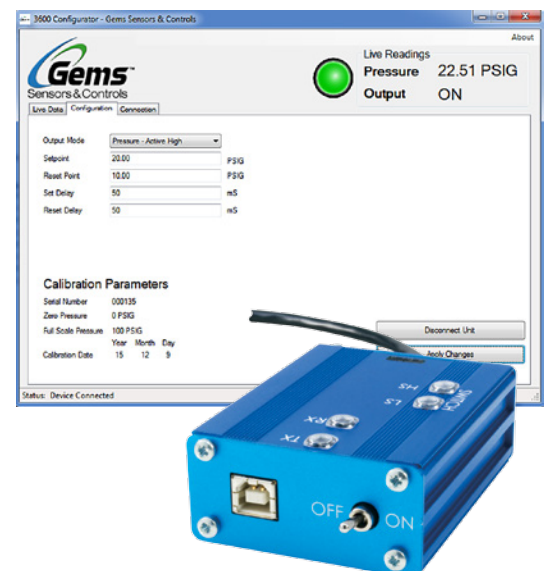 3600 Configurator - Gems Sensors & Controls
About
Gems™
Sensors & Controls
Live Readings
Pressure 22.51 PSIG
Output ON
Live Data Configuration Connection
Output Mode Pressure - Active High
Setpoint 20.00 PSIG
Reset Point 10.00 PSIG
Set Delay 50 mS
Reset Delay 50 mS
Calibration Parameters
Serial Number 000135
Zero Pressure 0 PSIG
Full Scale Pressure 100 PSIG
Year Month Day
Calibration Date 15 12 9
Disconnect Unit
Apply Changes
Status: Device Connected
HS
LS
SWITCH
RX
TX
OFF ON